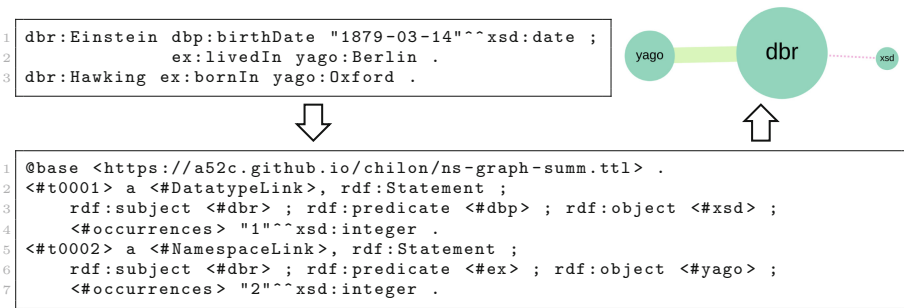 1 dbr:Einstein dbp:birthDate "1879-03-14"^^xsd:date ;
2 ex:livedIn yago:Berlin .
3 dbr:Hawking ex:bornIn yago:Oxford .
yago
dbr
xsd
1 @base <https://a52c.github.io/chilon/ns-graph-summ.ttl> .
2 <#t0001> a <#DatatypeLink>, rdf:Statement ;
3 rdf:subject <#dbr> ; rdf:predicate <#dbp> ; rdf:object <#xsd> ;
4 <#occurrences> "1"^^xsd:integer .
5 <#t0002> a <#NamespaceLink>, rdf:Statement ;
6 rdf:subject <#dbr> ; rdf:predicate <#ex> ; rdf:object <#yago> ;
7 <#occurrences> "2"^^xsd:integer .